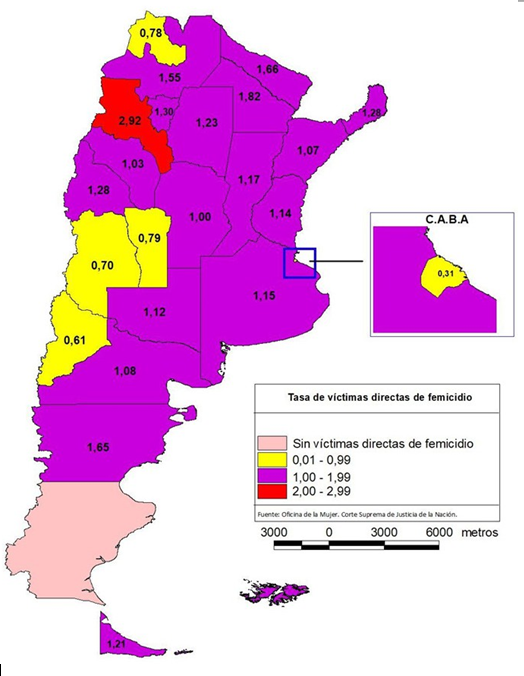 0,78
1,55
1,66
1,82
2,92
1,30
1,23
1,28
1,03
1,07
1,28
1,17
1,00
1,14
0,79
0,70
C.A.B.A
0,31
1,15
1,12
0,61
1,08
1,65
1,21
Tasa de víctimas directas de femicidio
Sin víctimas directas de femicidio
0,01 - 0,99
1,00 - 1,99
2,00 - 2,99
Fuente: Oficina de la Mujer. Corte Suprema de Justicia de la Nación.
3000 0 3000 6000 metros